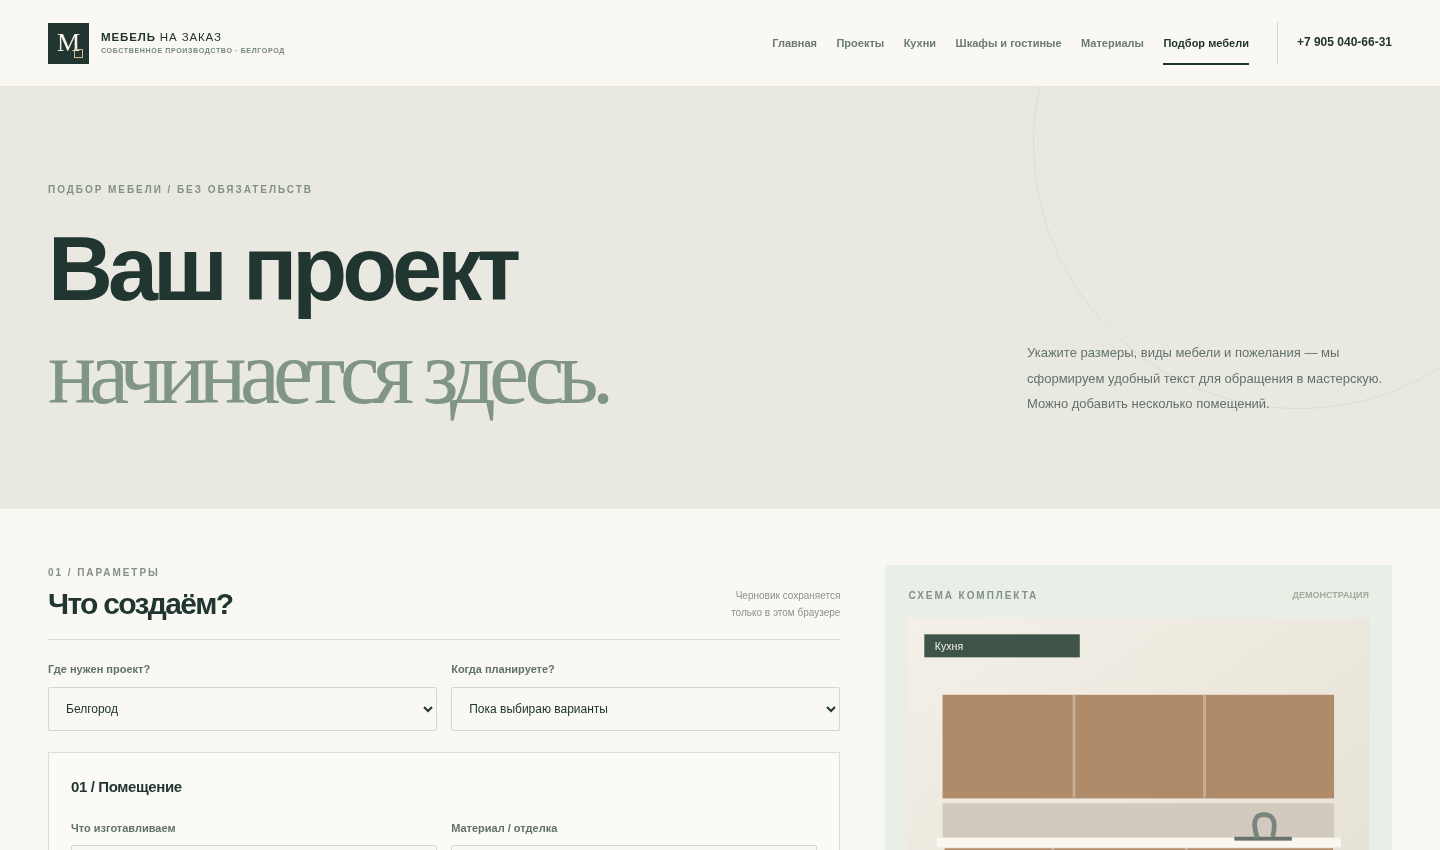 М
МЕБЕЛЬ НА ЗАКАЗ
СОБСТВЕННОЕ ПРОИЗВОДСТВО · БЕЛГОРОД
Главная Проекты Кухни Шкафы и гостиные Материалы Подбор мебели +7 905 040-66-31
ПОДБОР МЕБЕЛИ / БЕЗ ОБЯЗАТЕЛЬСТВ
Ваш проект
начинается здесь.
Укажите размеры, виды мебели и пожелания — мы
сформируем удобный текст для обращения в мастерскую.
Можно добавить несколько помещений.
01 / ПАРАМЕТРЫ
Что создаём?
Черновик сохраняется
только в этом браузере
Где нужен проект?
Когда планируете?
Белгород
Пока выбираю варианты
01 / Помещение
Что изготавливаем
Материал / отделка
СХЕМА КОМПЛЕКТА
ДЕМОНСТРАЦИЯ
Кухня